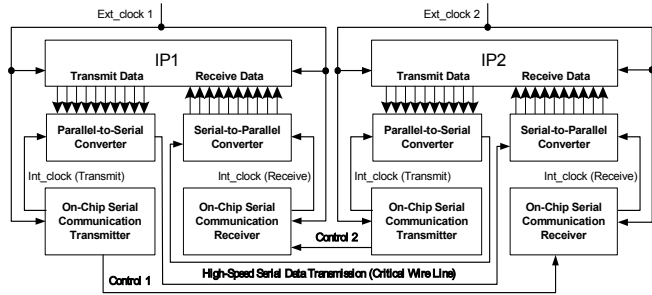 Ext_clock 1
Ext_clock 2
IP1
Transmit Data
Receive Data
IP2
Transmit Data
Receive Data
Parallel-to-Serial
Converter
Serial-to-Parallel
Converter
Parallel-to-Serial
Converter
Serial-to-Parallel
Converter
Int_clock (Transmit)
Int_clock (Receive)
Int_clock (Transmit)
Int_clock (Receive)
On-Chip Serial
Communication
Transmitter
On-Chip Serial
Communication
Receiver
On-Chip Serial
Communication
Transmitter
On-Chip Serial
Communication
Receiver
Control 2
High-Speed Serial Data Transmission (Critical Wire Line)
Control 1